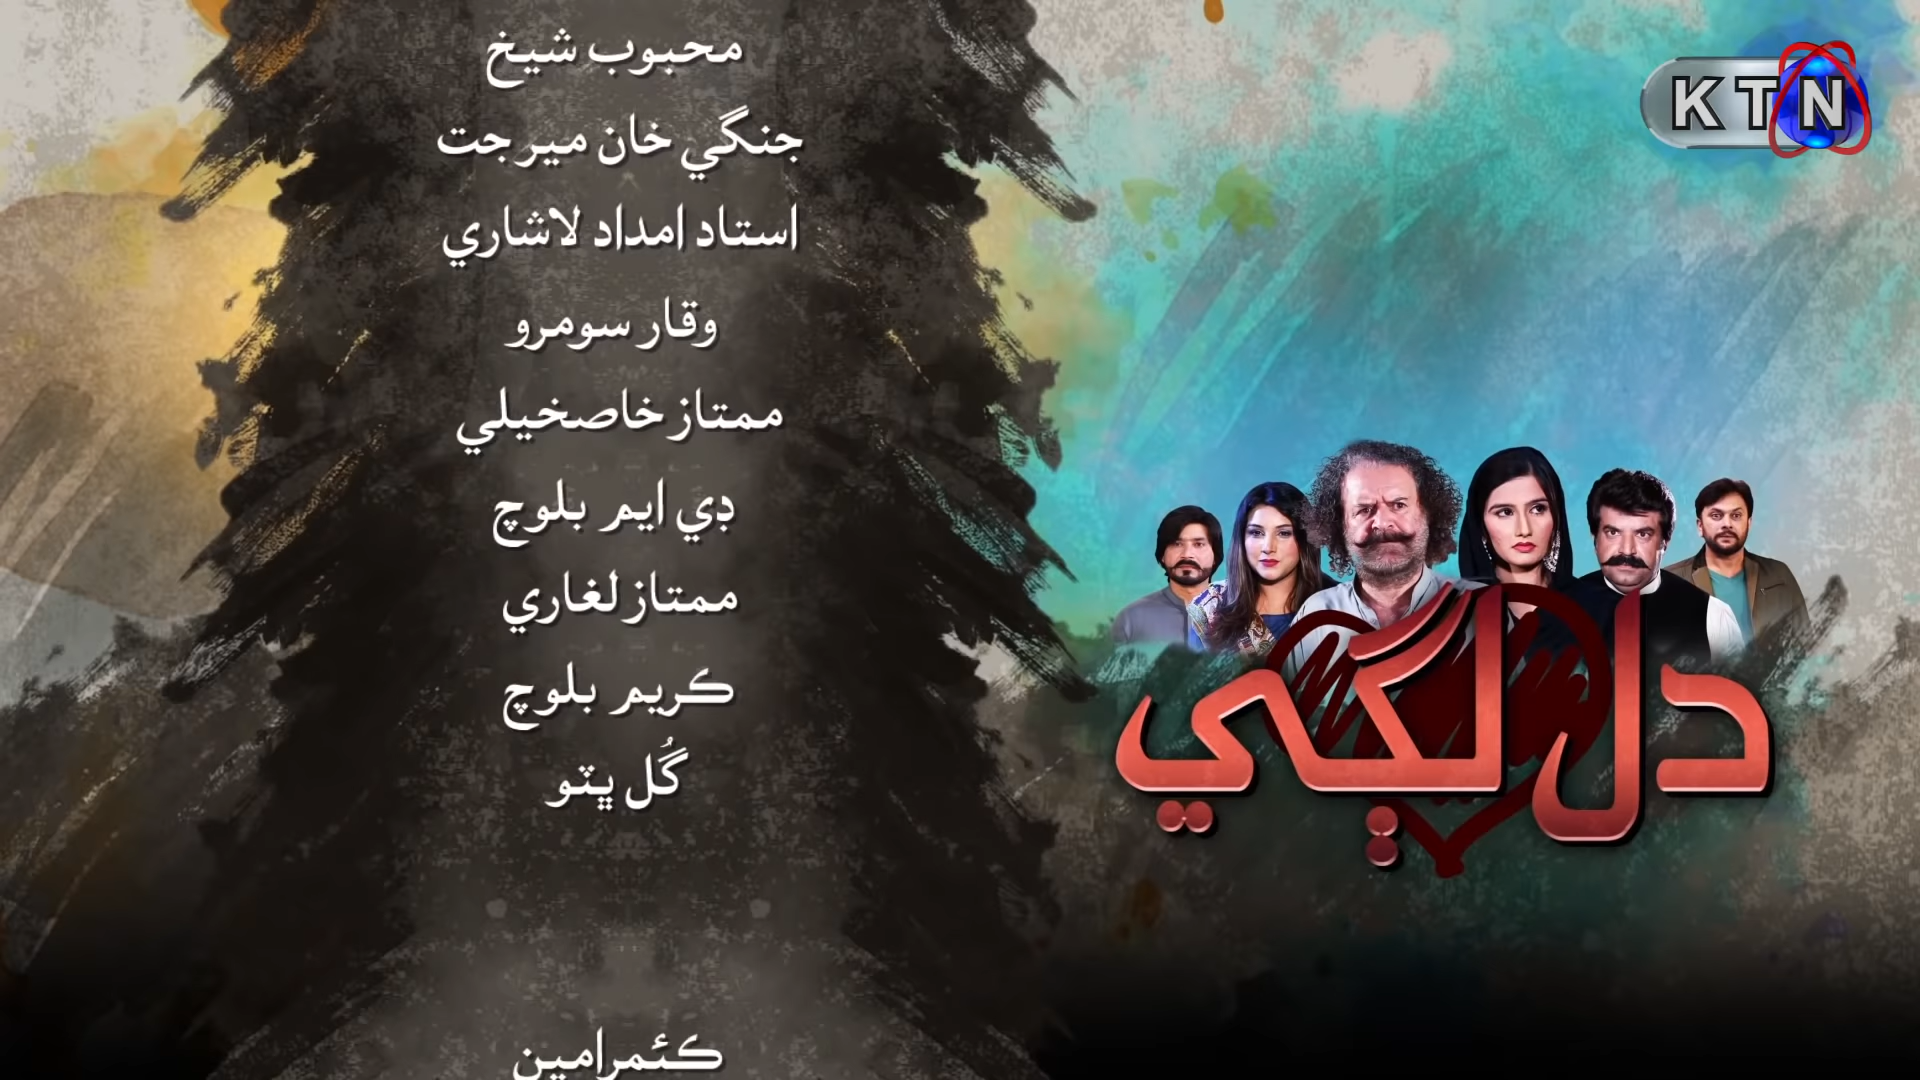 محبوب شيخ
جنگي خان ميرجت
استاد امداد لاشاري
وقار سومرو
ممتاز خاصخيلي
ڊي ايم بلوچ
ممتاز لغاري
ڪريم بلوچ
گُل ڀٽو
ڪئمرامين
KTN
دل لڳي